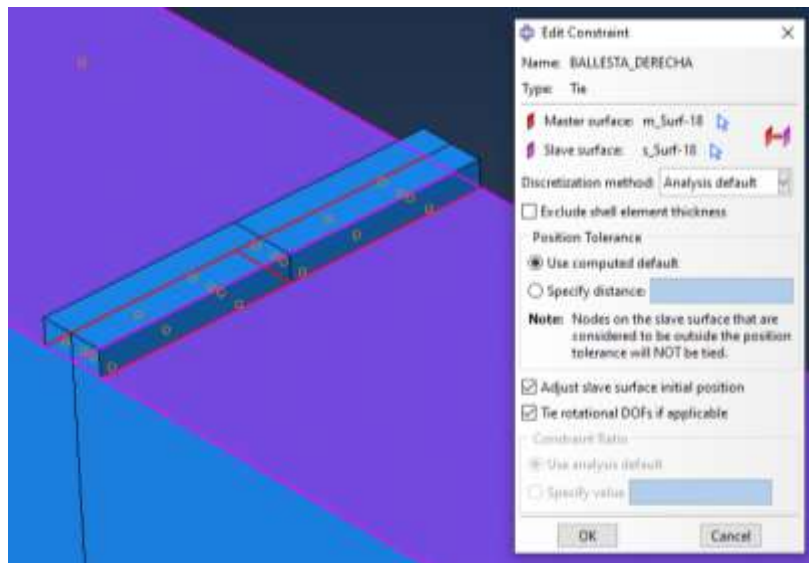 Edit Constraint
Name: BALLESTA_DERECHA
Type: Tie
Master surface: m_Surf-18
Slave surface: s_Surf-18
Discretization method: Analysis default
Exclude shell element thickness
Position Tolerance
Use computed default
Specify distance:
Note: Nodes on the slave surface that are
considered to be outside the position
tolerance will NOT be tied.
Adjust slave surface initial position
Tie rotational DOFs if applicable
Constraint Ratio
Use analysis default
Specify value
OK Cancel